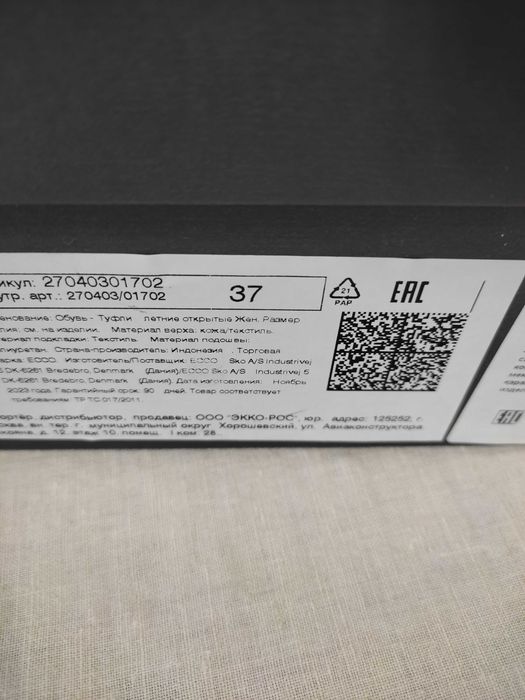 икул: 27040301702
утр. арт.: 270403/01702
37
21
PAP
EAC
енование: Обувь - Туфли летние открытые Жен. Размер
лия: см. на изделии. Материал верха: кожа/текстиль.
ериал подкладки: Текстиль. Материал подошвы:
лиуретан. Страна-производитель: Индонезия . Торговая
арка: ECCO. Изготовитель/Поставщик: ECCO Sko A/S Industrivej
DK-6261 Bredebro, Denmark (Дания)/ECCO Sko A/S Industrivej 5
DK-6261 Bredebro, Denmark (Дания). Дата изготовления: Ноябрь
2023 года. Гарантийный срок: 90 дней. Товар соответствует
требованиям ТР ТС 017/2011.
ортёр, дистрибьютор, продавец: ООО "ЭККО-РОС", юр. адрес: 125252, г.
сква, вн. тер. г. муниципальный округ Хорошевский, ул. Авиаконструктора
кояна, д. 12, этаж 10, помещ. I ком. 28.
EAC